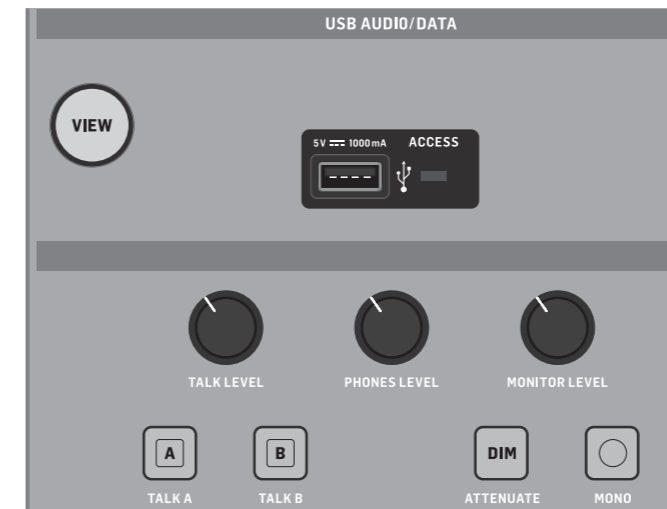 USB AUDIO/DATA
VIEW
5V 1000mA ACCESS
TALK LEVEL PHONES LEVEL MONITOR LEVEL
A B DIM
TALK A TALK B ATTENUATE MONO